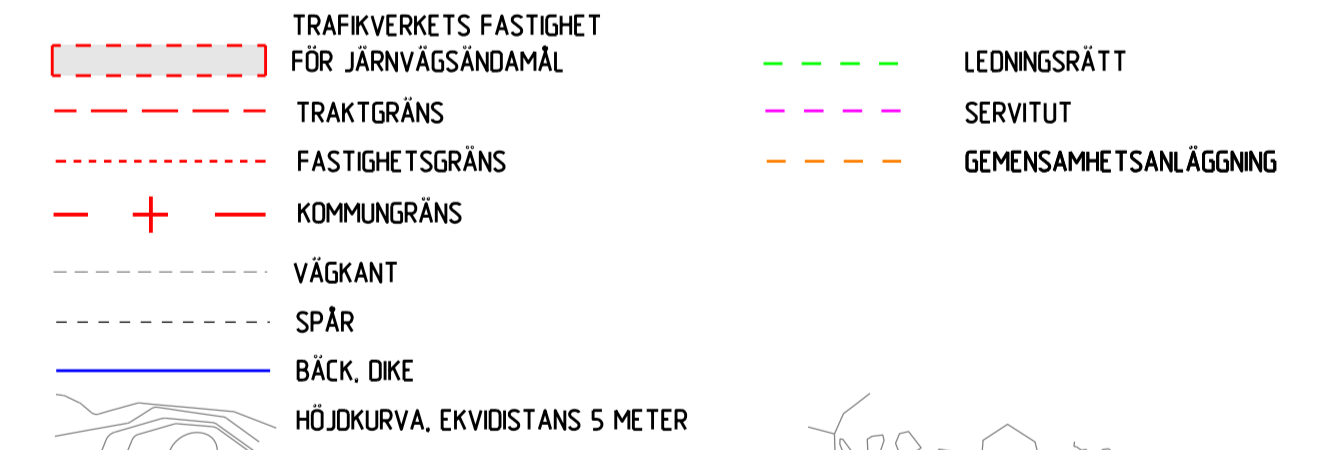 TRAFIKVERKETS FASTIGHET
FÖR JÄRNVÄGSÄNDAMÅL
TRAKTGRÄNS
FASTIGHETSGRÄNS
KOMMUNGRÄNS
VÄGKANT
SPÅR
BÄCK, DIKE
HÖJDKURVA, EKVIDISTANS 5 METER
LEDNINGSRÄTT
SERVITUT
GEMENSAMHETSANLÄGGNING